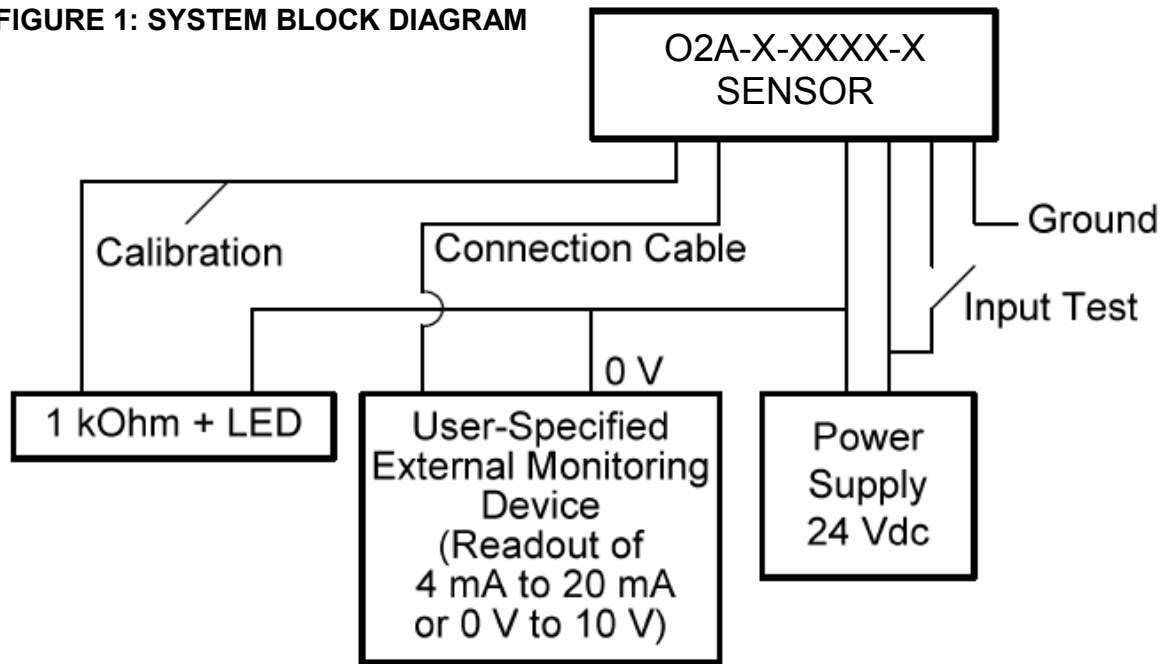 FIGURE 1: SYSTEM BLOCK DIAGRAM
O2A-X-XXXX-X
SENSOR
Ground
Calibration
Connection Cable
Input Test
0 V
1 kOhm + LED
User-Specified
External Monitoring
Device
(Readout of
4 mA to 20 mA
or 0 V to 10 V)
Power
Supply
24 Vdc